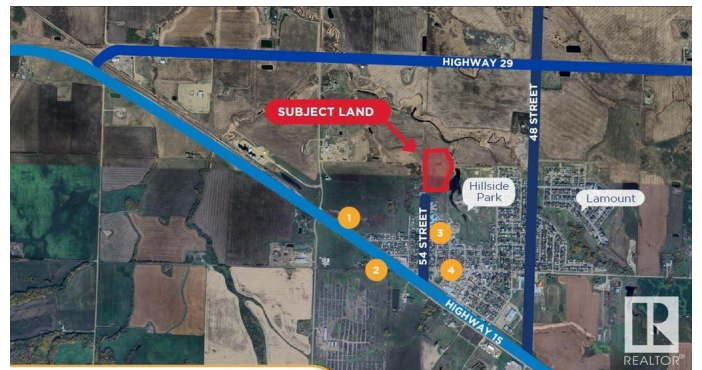 HIGHWAY 29
SUBJECT LAND
48 STREET
Hillside
Park
Lamount
1
54 STREET
3
2
4
HIGHWAY 15
R
REALTOR®